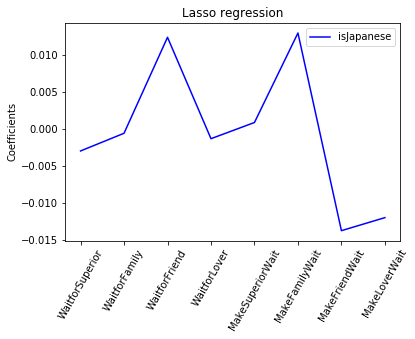 Lasso regression
isJapanese
Coefficients
0.010
0.005
0.000
−0.005
−0.010
−0.015
WaitforSuperior
WaitforFamily
WaitforFriend
WaitforLover
MakeSuperiorWait
MakeFamilyWait
MakeFriendWait
MakeLoverWait